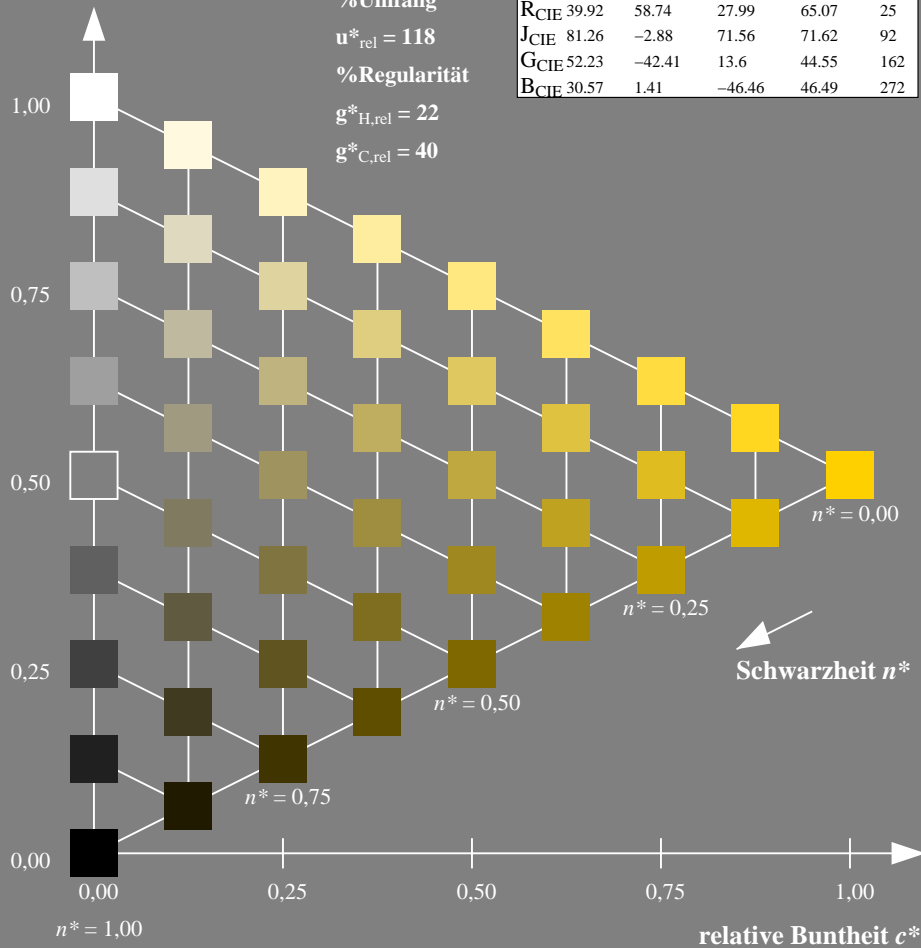 %Umfang
u*rel = 118
%Regularität
g*H,rel = 22
g*C,rel = 40
RCIE 39.92 58.74 27.99 65.07 25
JCIE 81.26 −2.88 71.56 71.62 92
GCIE 52.23 −42.41 13.6 44.55 162
BCIE 30.57 1.41 −46.46 46.49 272
1,00
0,75
0,50
0,25
0,00
n* = 0,00
n* = 0,25
Schwarzheit n*
n* = 0,50
n* = 0,75
0,00 0,25 0,50 0,75 1,00
n* = 1,00
relative Buntheit c*